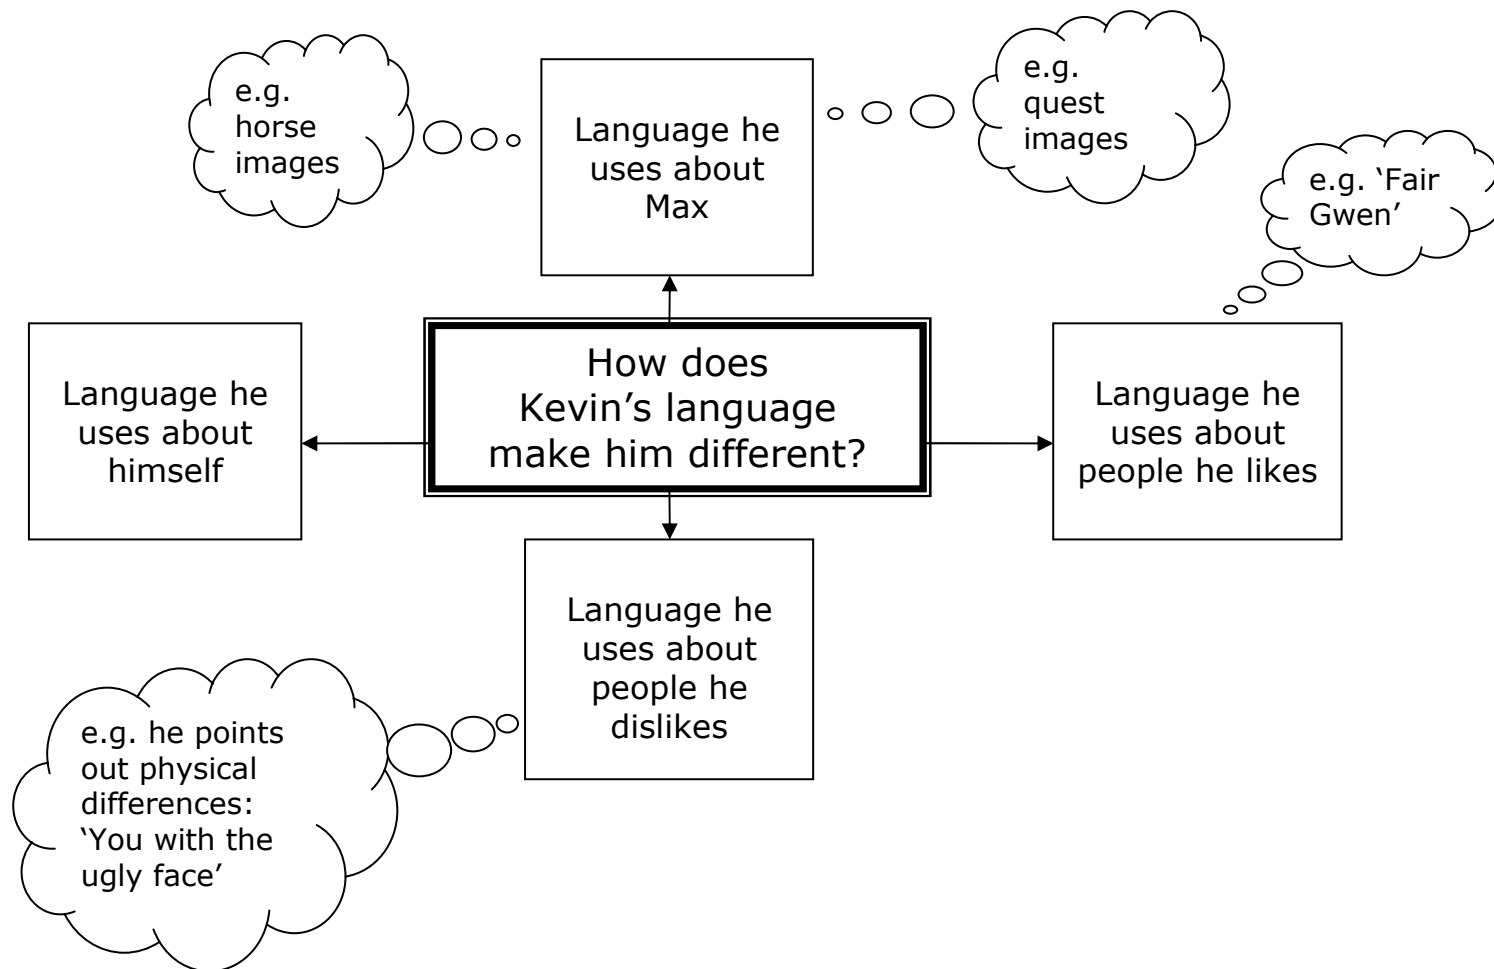 e.g.
horse
images
Language he
uses about
Max
e.g.
quest
images
e.g. ‘Fair
Gwen’
Language he
uses about
himself
How does
Kevin’s language
make him different?
Language he
uses about
people he likes
Language he
uses about
people he
dislikes
e.g. he points
out physical
differences:
‘You with the
ugly face’